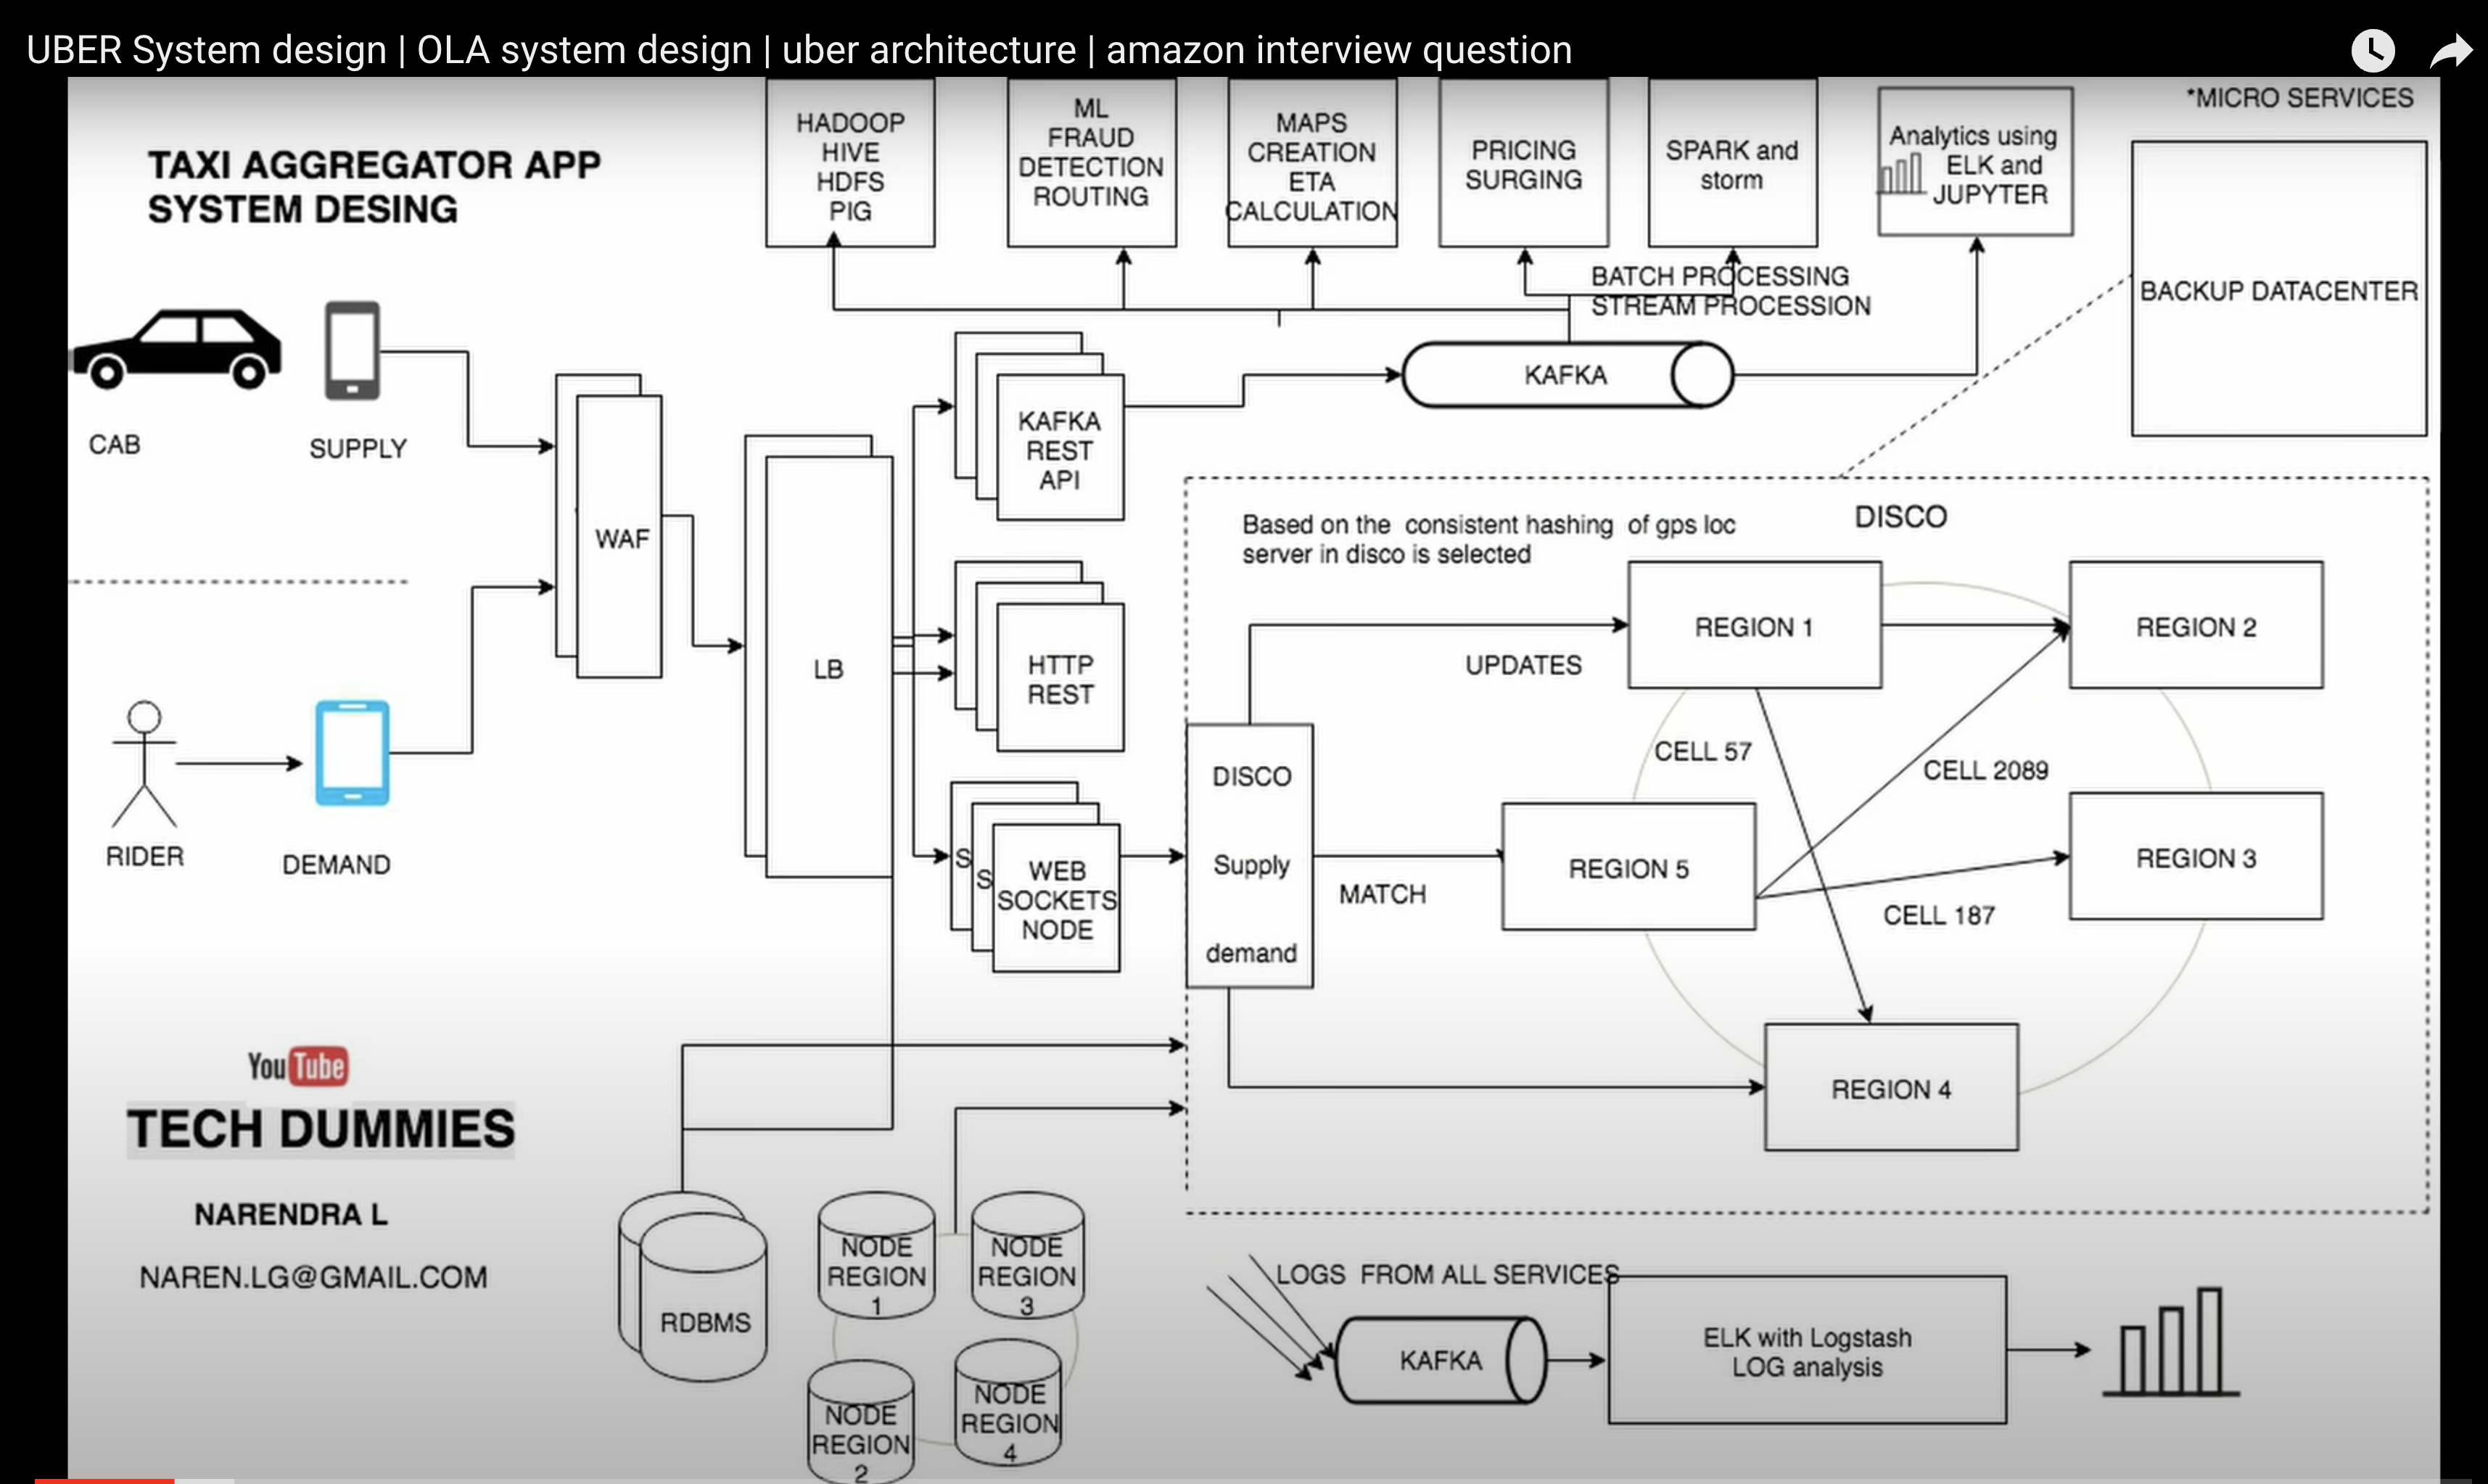 UBER System design | OLA system design | uber architecture | amazon interview question
TAXI AGGREGATOR APP
SYSTEM DESING
HADOOP
HIVE
HDFS
PIG
ML
FRAUD
DETECTION
ROUTING
MAPS
CREATION
ETA
CALCULATION
PRICING
SURGING
SPARK and
storm
Analytics using
ELK and
JUPYTER
*MICRO SERVICES
BACKUP DATACENTER
BATCH PROCESSING
STREAM PROCESSION
KAFKA
CAB
SUPPLY
WAF
LB
KAFKA
REST
API
HTTP
REST
S
S
WEB
SOCKETS
NODE
RIDER
DEMAND
DISCO
Based on the consistent hashing of gps loc
server in disco is selected
REGION 1
REGION 2
UPDATES
CELL 57
CELL 2089
DISCO
Supply
demand
MATCH
REGION 5
REGION 3
CELL 187
REGION 4
YouTube
TECH DUMMIES
NARENDRA L
NAREN.LG@GMAIL.COM
RDBMS
NODE
REGION
1
NODE
REGION
3
NODE
REGION
2
NODE
REGION
4
LOGS FROM ALL SERVICES
KAFKA
ELK with Logstash
LOG analysis